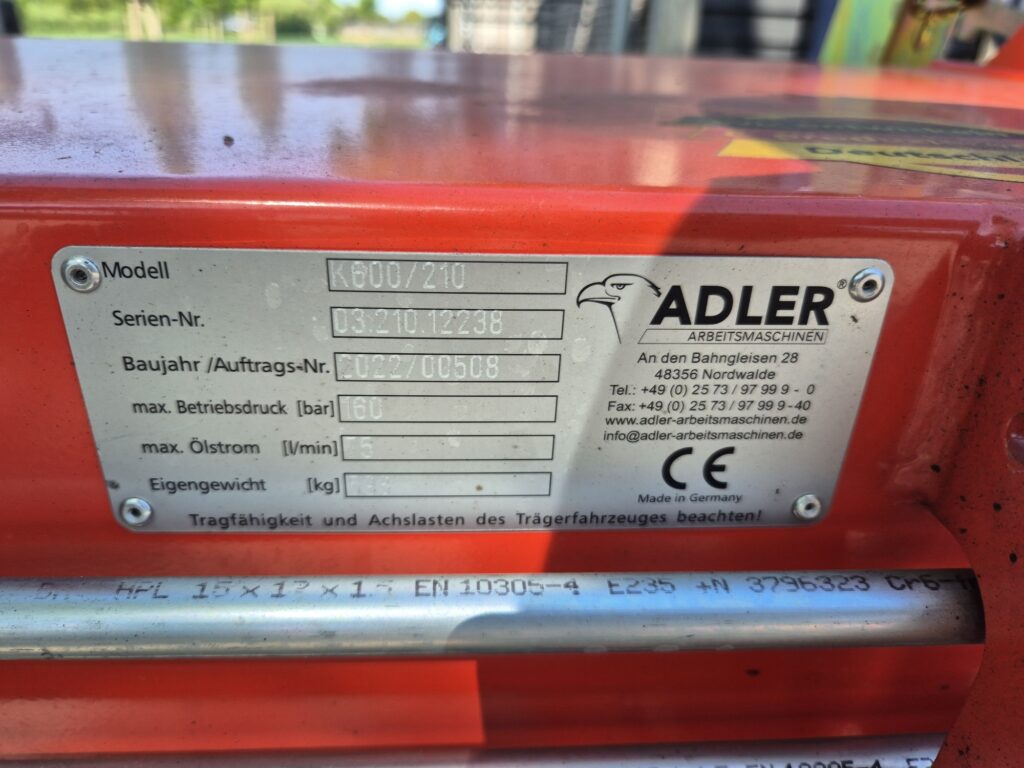 Modell K600/210
Serien-Nr. 03.210.12238
Baujahr /Auftrags-Nr. 2022/00508
max. Betriebsdruck [bar] 160
max. Ölstrom [l/min]
Eigengewicht [kg]
Tragfähigkeit und Achslasten des Trägerfahrzeuges beachten!
ADLER®
ARBEITSMASCHINEN
An den Bahngleisen 28
48356 Nordwalde
Tel.: +49 (0) 25 73 / 97 99 9 - 0
Fax: +49 (0) 25 73 / 97 99 9 - 40
www.adler-arbeitsmaschinen.de
info@adler-arbeitsmaschinen.de
CE
Made in Germany
HPL EN 10305-4 E235 +N 3796323
EN 10305-4